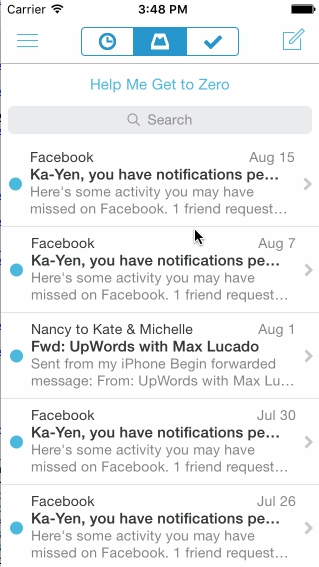 Carrier 3:48 PM
Help Me Get to Zero
Search
Facebook Aug 15
Ka-Yen, you have notifications pe...
Here's some activity you may have
missed on Facebook. 1 friend request...
Facebook Aug 7
Ka-Yen, you have notifications pe...
Here's some activity you may have
missed on Facebook. 1 friend request...
Nancy to Kate & Michelle Aug 1
Fwd: UpWords with Max Lucado
Sent from my iPhone Begin forwarded
message: From: UpWords with Max Lu...
Facebook Jul 30
Ka-Yen, you have notifications pe...
Here's some activity you may have
missed on Facebook. 1 friend request...
Facebook Jul 26
Ka-Yen, you have notifications pe...
Here's some activity you may have
missed on Facebook. 1 friend request...